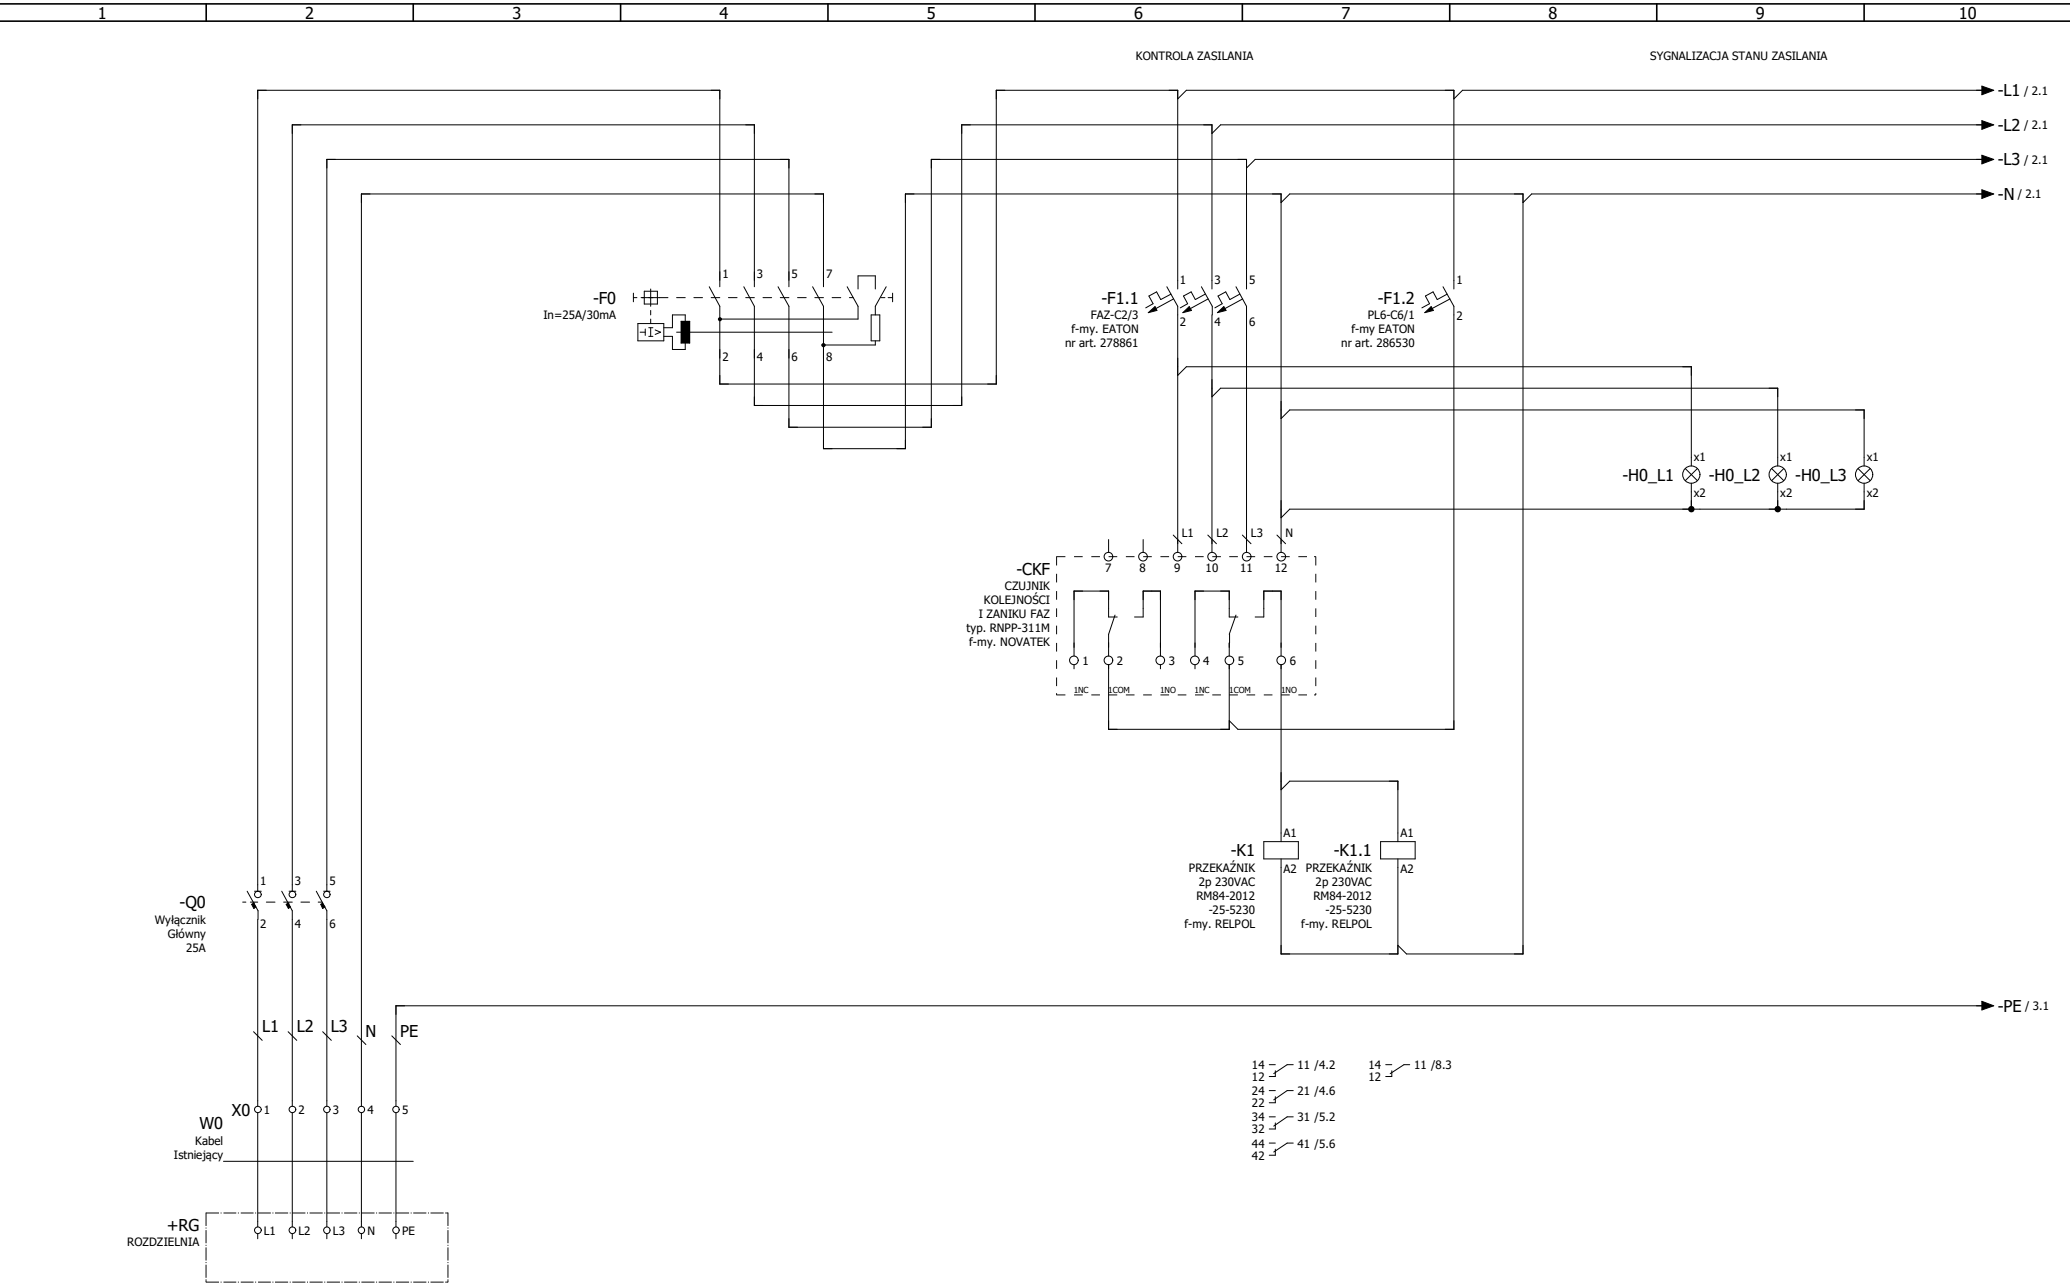 1 2 3 4 5 6 7 8 9 10
KONTROLA ZASILANIA
SYGNALIZACJA STANU ZASILANIA
-L1 / 2.1
-L2 / 2.1
-L3 / 2.1
-N / 2.1
1 3 5 7
-F0
In=25A/30mA
I>
2 4 6 8
1 3 5
-F1.1
FAZ-C2/3
f-my. EATON
nr art. 278861
2 4 6
1
-F1.2
PL6-C6/1
f-my EATON
nr art. 286530
2
x1 x1 x1
-H0_L1 -H0_L2 -H0_L3
x2 x2 x2
L1 L2 L3 N
7 8 9 10 11 12
-CKF
CZUJNIK
KOLEJNOŚCI
I ZANIKU FAZ
typ. RNPP-311M
f-my. NOVATEK
1 2 3 4 5 6
1NC 1COM 1NO 1NC 1COM 1NO
A1
-K1
A2
PRZEKAŹNIK
2p 230VAC
RM84-2012
-25-5230
f-my. RELPOL
A1
-K1.1
A2
PRZEKAŹNIK
2p 230VAC
RM84-2012
-25-5230
f-my. RELPOL
1 3 5
-Q0
Wyłącznik
Główny
25A
2 4 6
-PE / 3.1
L1 L2 L3 N PE
14 11 /4.2
12
24 21 /4.6
22
34 31 /5.2
32
44 41 /5.6
42
14 11 /8.3
12
X0 1 2 3 4 5
W0
Kabel
Istniejący
+RG
ROZDZIELNIA
L1 L2 L3 N PE